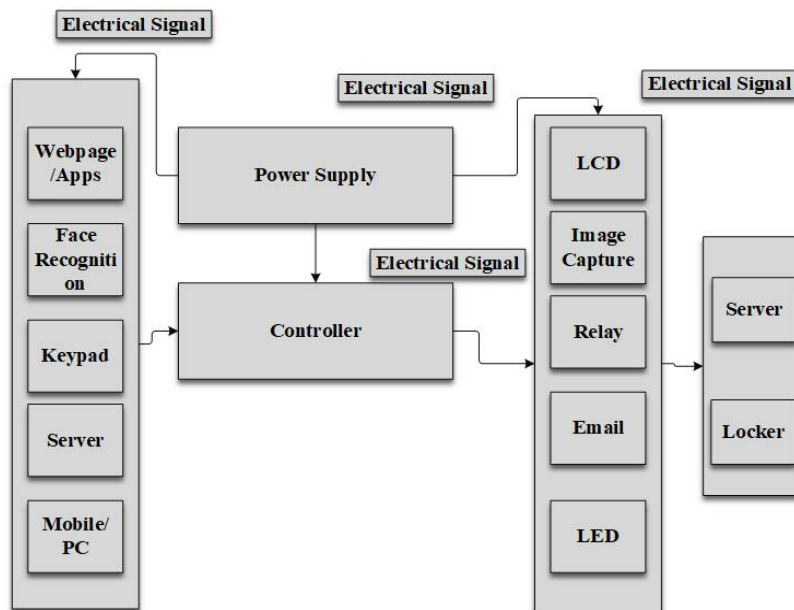 Electrical Signal
Electrical Signal
Electrical Signal
Webpage
/Apps
Power Supply
LCD
Face
Recogniti
on
Image
Capture
Electrical Signal
Controller
Server
Keypad
Relay
Server
Email
Locker
Mobile/
PC
LED